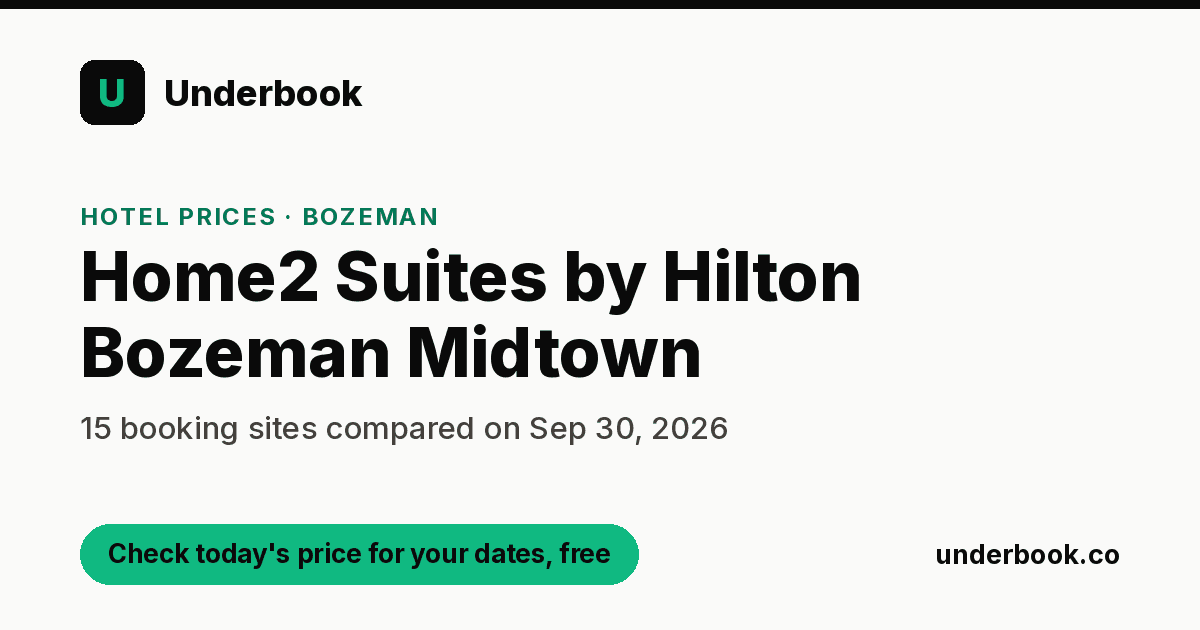 U Underbook
HOTEL PRICES · BOZEMAN
Home2 Suites by Hilton
Bozeman Midtown
15 booking sites compared on Sep 30, 2026
Check today's price for your dates, free
underbook.co